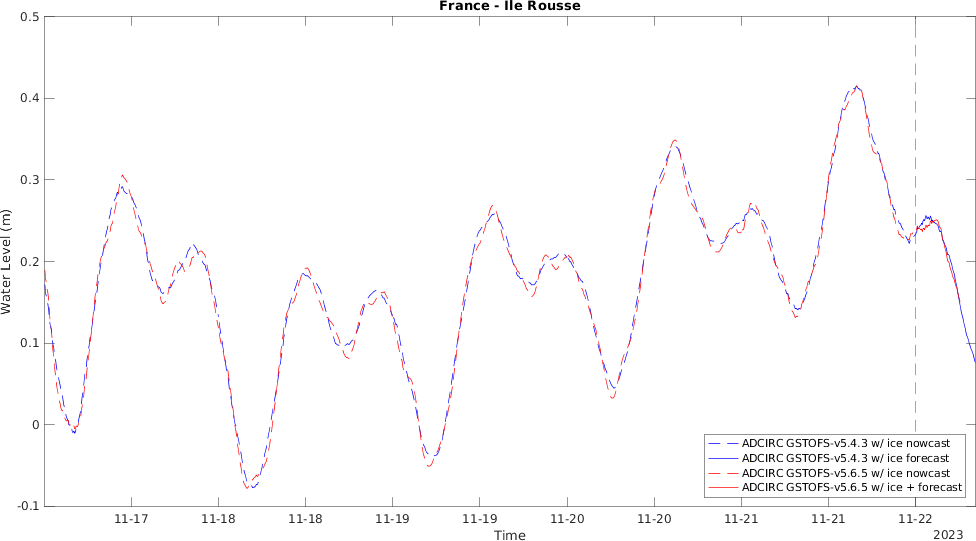 France - Ile Rousse
Water Level (m)
0.5
0.4
0.3
0.2
0.1
0
-0.1
11-17
11-18
11-18
11-19
11-19
11-20
11-20
11-21
11-21
11-22
Time
2023
ADCIRC GSTOFS-v5.4.3 w/ ice nowcast
ADCIRC GSTOFS-v5.4.3 w/ ice forecast
ADCIRC GSTOFS-v5.6.5 w/ ice nowcast
ADCIRC GSTOFS-v5.6.5 w/ ice + forecast